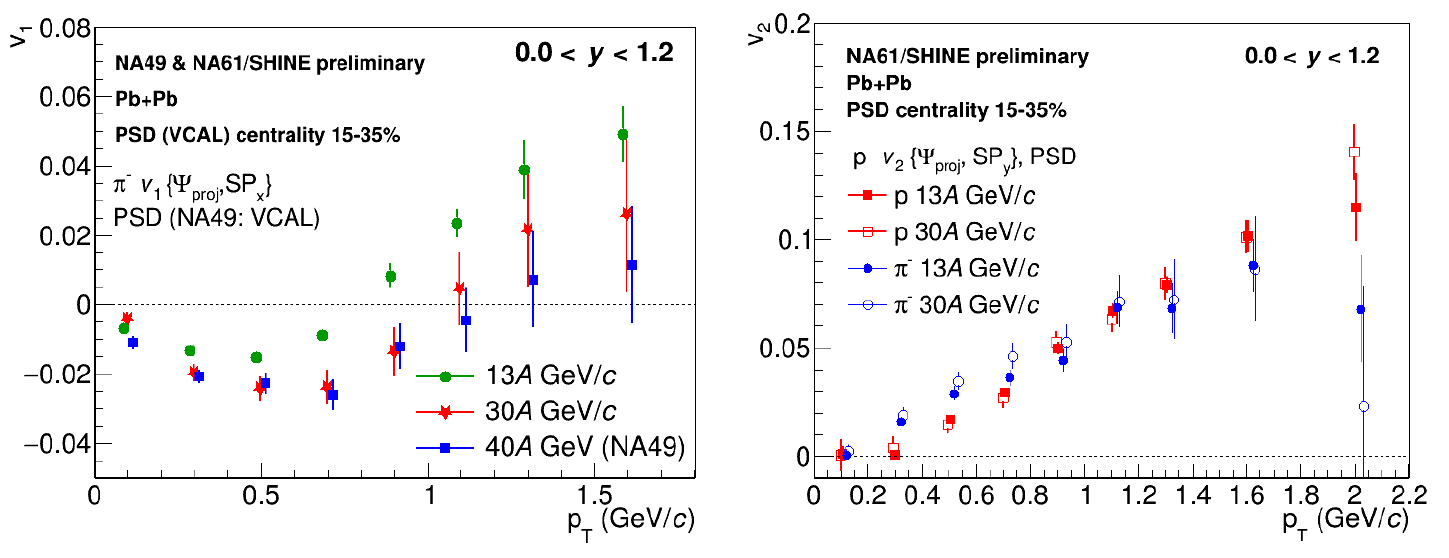 v₁
0.08
0.06
0.04
0.02
0
−0.02
−0.04
NA49 & NA61/SHINE preliminary
0.0 < y < 1.2
Pb+Pb
PSD (VCAL) centrality 15-35%
π⁻ v₁{Ψproj,SPx}
PSD (NA49: VCAL)
13A GeV/c
30A GeV/c
40A GeV (NA49)
0 0.5 1 1.5
pT (GeV/c)
v₂
0.2
0.15
0.1
0.05
0
NA61/SHINE preliminary
0.0 < y < 1.2
Pb+Pb
PSD centrality 15-35%
p v₂{Ψproj, SPy}, PSD
p 13A GeV/c
p 30A GeV/c
π⁻ 13A GeV/c
π⁻ 30A GeV/c
0 0.2 0.4 0.6 0.8 1 1.2 1.4 1.6 1.8 2 2.2
pT (GeV/c)